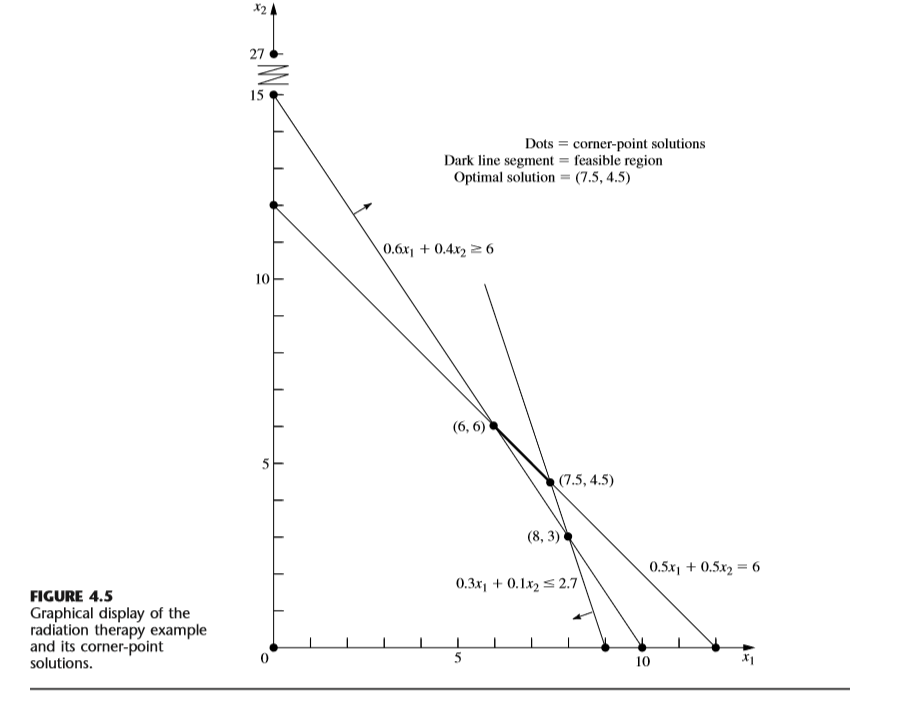 x₂
27
15
Dots = corner-point solutions
Dark line segment = feasible region
Optimal solution = (7.5, 4.5)
0.6x₁ + 0.4x₂ ≥ 6
10
(6, 6)
5
(7.5, 4.5)
(8, 3)
0.5x₁ + 0.5x₂ = 6
0.3x₁ + 0.1x₂ ≤ 2.7
0
5
10
x₁
FIGURE 4.5
Graphical display of the
radiation therapy example
and its corner-point
solutions.